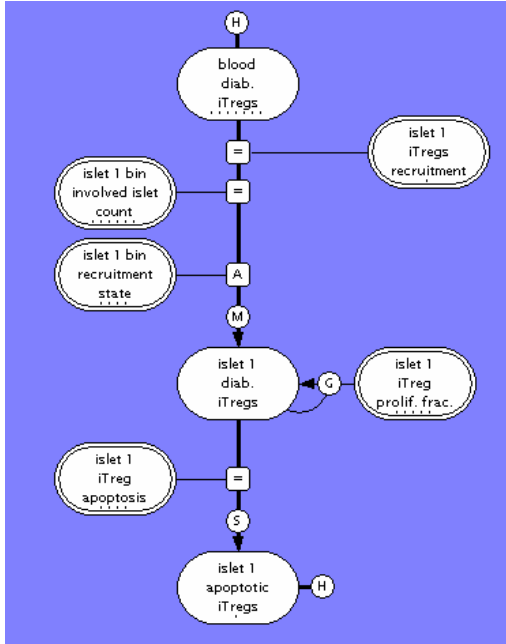 H
blood
diab.
iTregs
=
islet 1
iTregs
recruitment
islet 1 bin
involved islet
count
=
islet 1 bin
recruitment
state
A
M
islet 1
diab.
iTregs
G
islet 1
iTreg
prolif. frac.
islet 1
iTreg
apoptosis
=
S
islet 1
apoptotic
iTregs
H